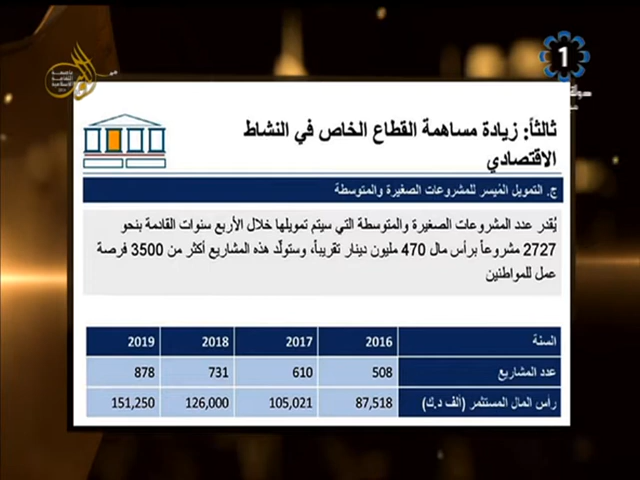 1
ثالثاً: زيادة مساهمة القطاع الخاص في النشاط
الاقتصادي
ج. التمويل المُيسر للمشروعات الصغيرة والمتوسطة
يُقدر عدد المشروعات الصغيرة والمتوسطة التي سيتم تمويلها خلال الأربع سنوات القادمة بنحو
2727 مشروعاً برأس مال 470 مليون دينار تقريباً، وستولّد هذه المشاريع أكثر من 3500 فرصة
عمل للمواطنين
السنة 2016 2017 2018 2019
عدد المشاريع 508 610 731 878
رأس المال المستثمر (ألف د.ك) 87,518 105,021 126,000 151,250